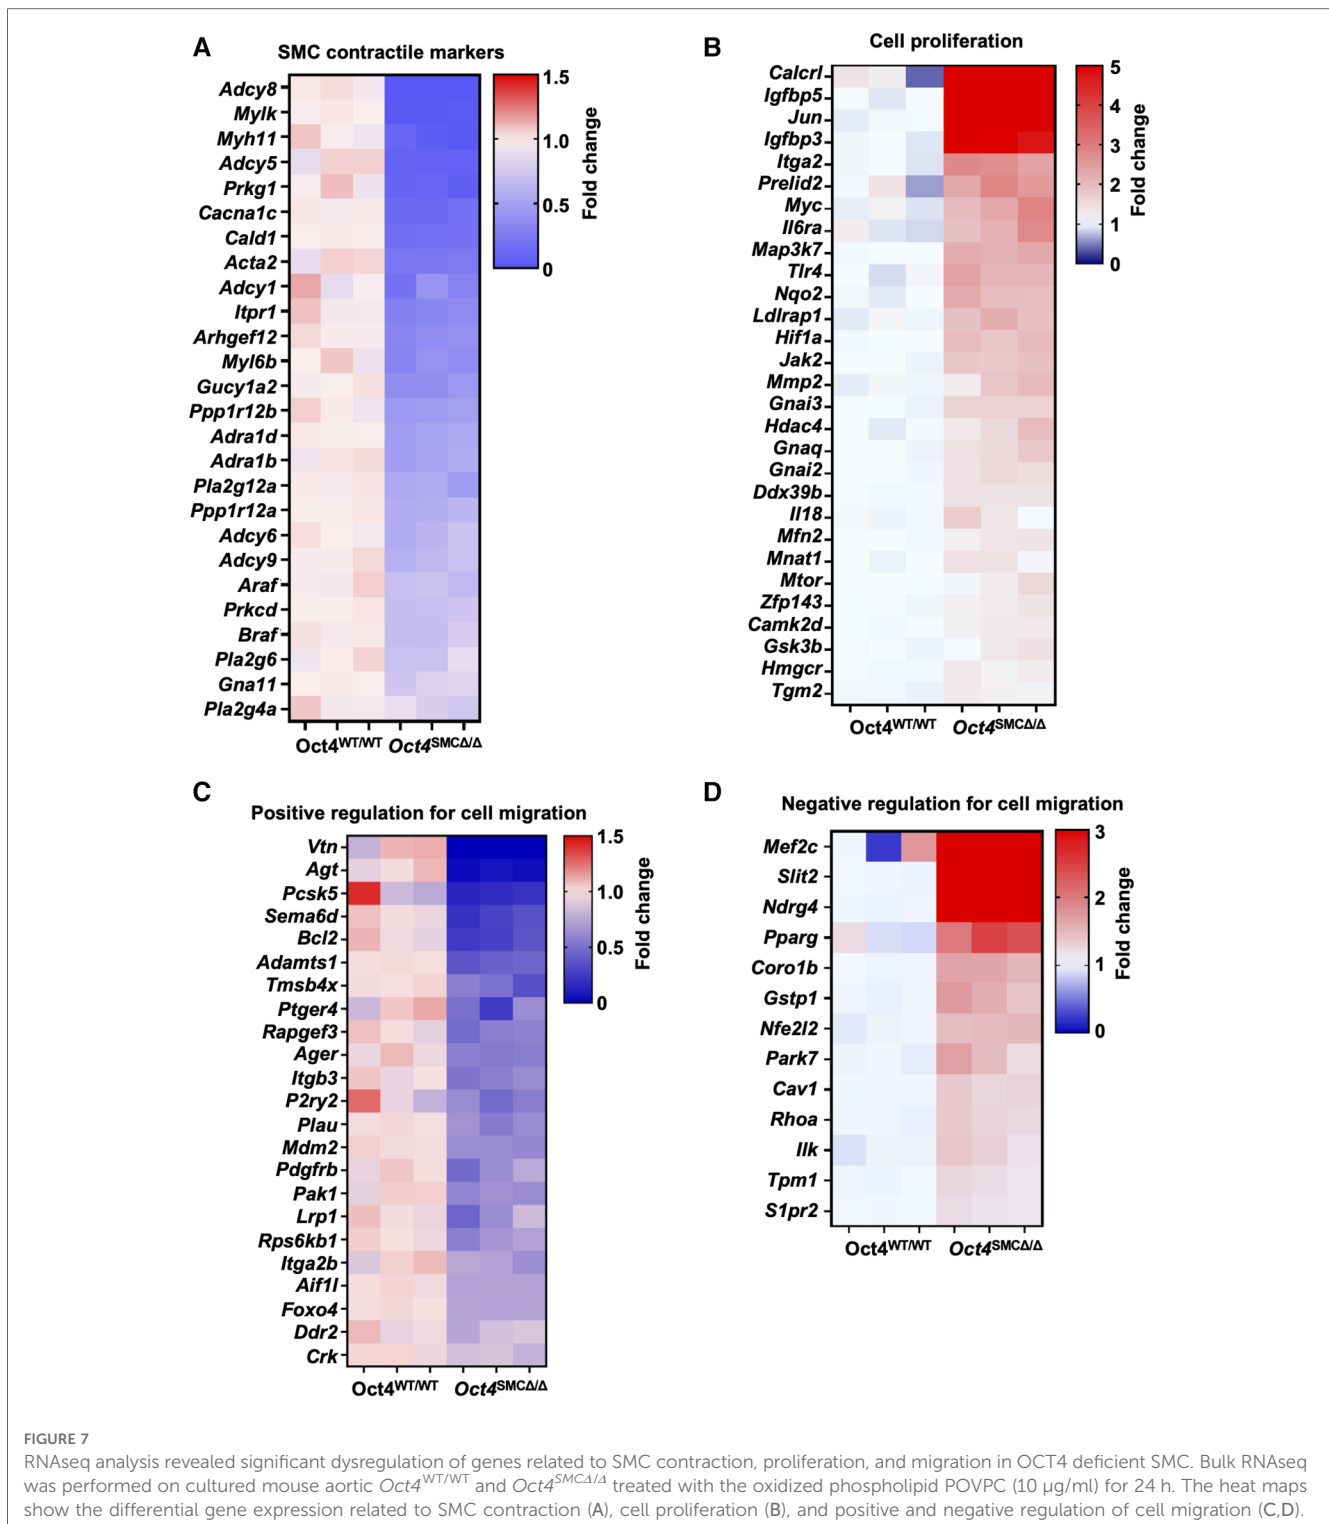 A
SMC contractile markers
Adcy8
Mylk
Myh11
Adcy5
Prkg1
Cacna1c
Cald1
Acta2
Adcy1
Itpr1
Arhgef12
Myl6b
Gucy1a2
Ppp1r12b
Adra1d
Adra1b
Pla2g12a
Ppp1r12a
Adcy6
Adcy9
Araf
Prkcd
Braf
Pla2g6
Gna11
Pla2g4a
1.5
1.0
0.5
0
Fold change
Oct4WT/WT Oct4SMCΔ/Δ
B
Cell proliferation
Calcrl
Igfbp5
Jun
Igfbp3
Itga2
Prelid2
Myc
Il6ra
Map3k7
Tlr4
Nqo2
Ldlrap1
Hif1a
Jak2
Mmp2
Gnai3
Hdac4
Gnaq
Gnai2
Ddx39b
Il18
Mfn2
Mnat1
Mtor
Zfp143
Camk2d
Gsk3b
Hmgcr
Tgm2
5
4
3
2
1
0
Fold change
Oct4WT/WT Oct4SMCΔ/Δ
C
Positive regulation for cell migration
Vtn
Agt
Pcsk5
Sema6d
Bcl2
Adamts1
Tmsb4x
Ptger4
Rapgef3
Ager
Itgb3
P2ry2
Plau
Mdm2
Pdgfrb
Pak1
Lrp1
Rps6kb1
Itga2b
Aif1l
Foxo4
Ddr2
Crk
1.5
1.0
0.5
0
Fold change
Oct4WT/WT Oct4SMCΔ/Δ
D
Negative regulation for cell migration
Mef2c
Slit2
Ndrg4
Pparg
Coro1b
Gstp1
Nfe2l2
Park7
Cav1
Rhoa
Ilk
Tpm1
S1pr2
3
2
1
0
Fold change
Oct4WT/WT Oct4SMCΔ/Δ
FIGURE 7
RNAseq analysis revealed significant dysregulation of genes related to SMC contraction, proliferation, and migration in OCT4 deficient SMC. Bulk RNAseq
was performed on cultured mouse aortic Oct4WT/WT and Oct4SMCΔ/Δ treated with the oxidized phospholipid POVPC (10 μg/ml) for 24 h. The heat maps
show the differential gene expression related to SMC contraction (A), cell proliferation (B), and positive and negative regulation of cell migration (C,D).